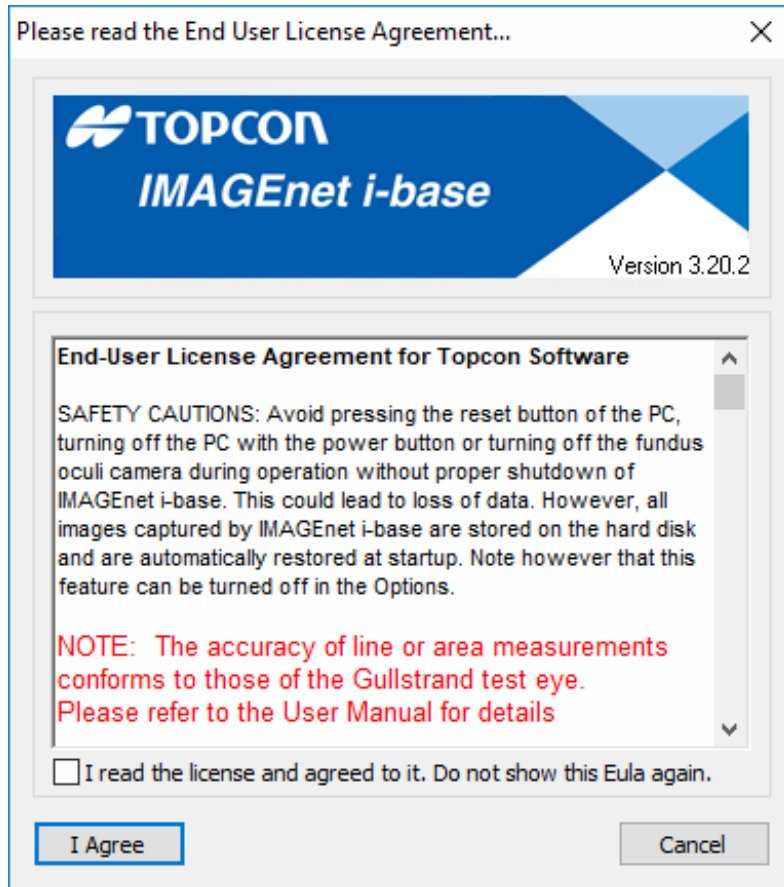 Please read the End User License Agreement...
TOPCON
IMAGEnet i-base
Version 3.20.2
End-User License Agreement for Topcon Software
SAFETY CAUTIONS: Avoid pressing the reset button of the PC,
turning off the PC with the power button or turning off the fundus
oculi camera during operation without proper shutdown of
IMAGEnet i-base. This could lead to loss of data. However, all
images captured by IMAGEnet i-base are stored on the hard disk
and are automatically restored at startup. Note however that this
feature can be turned off in the Options.
NOTE: The accuracy of line or area measurements
conforms to those of the Gullstrand test eye.
Please refer to the User Manual for details
I read the license and agreed to it. Do not show this Eula again.
I Agree
Cancel